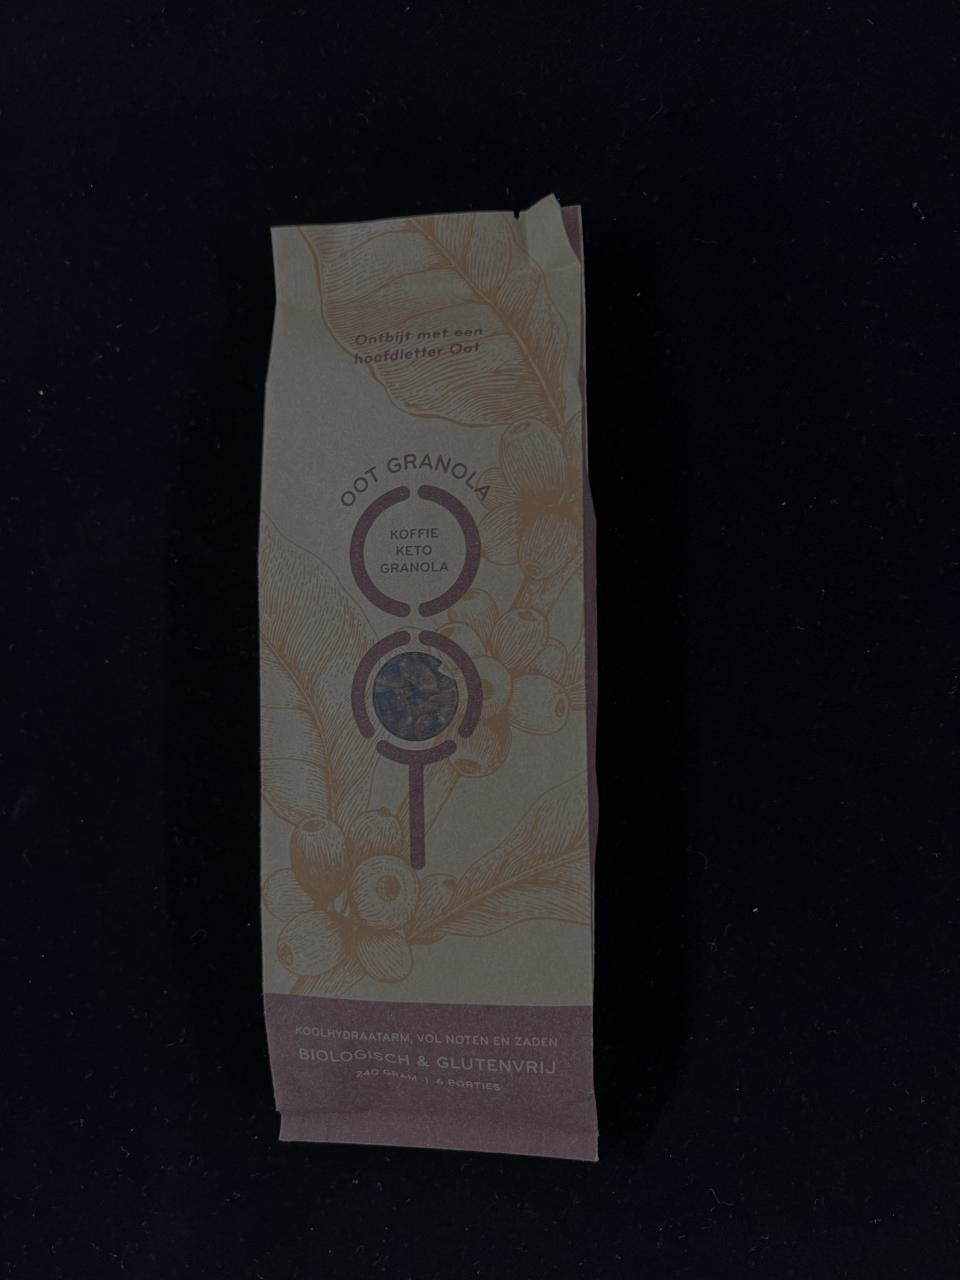 Ontbijt met een
hoofdletter Oot
OOT GRANOLA
KOFFIE
KETO
GRANOLA
KOOLHYDRAATARM, VOL NOTEN EN ZADEN
BIOLOGISCH & GLUTENVRIJ
240 GRAM | 6 PORTIES